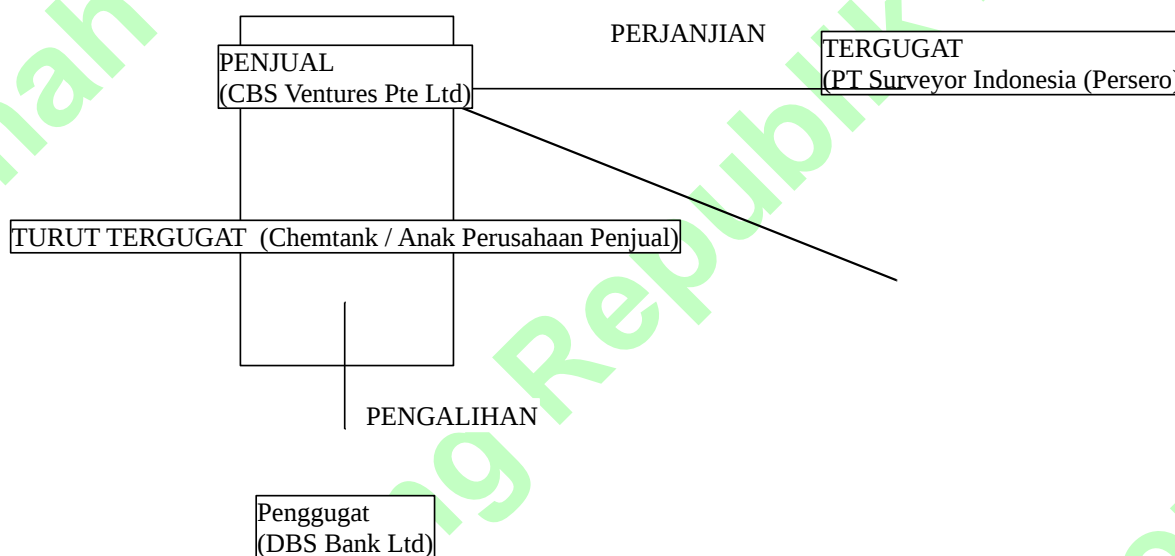 PERJANJIAN
PENJUAL
(CBS Ventures Pte Ltd)
TERGUGAT
(PT Surveyor Indonesia (Persero)
TURUT TERGUGAT  (Chemtank / Anak Perusahaan Penjual)
PENGALIHAN
Penggugat
(DBS Bank Ltd)
Republik